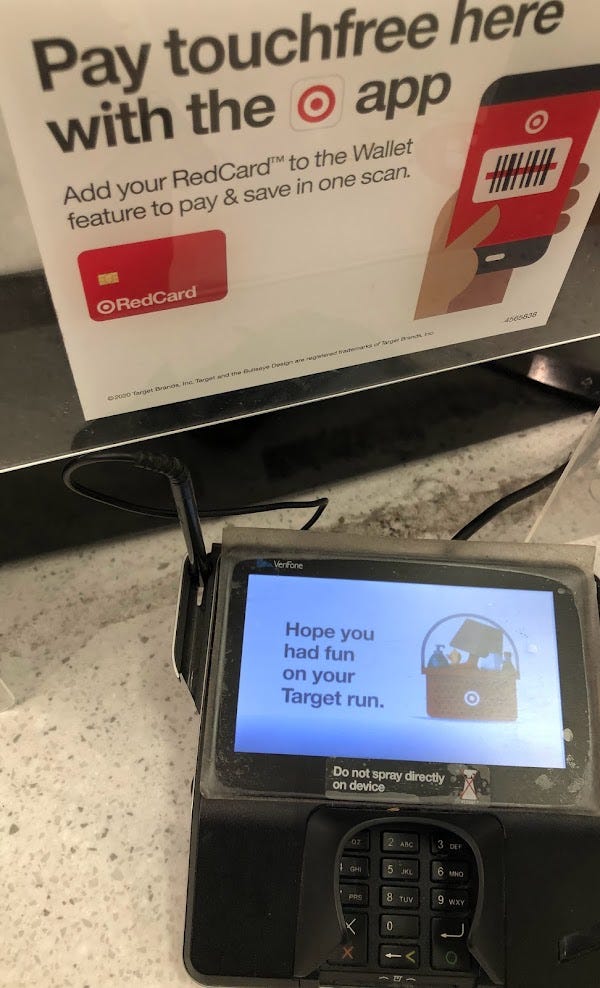 Pay touchfree here
with the app
Add your RedCard™ to the Wallet
feature to pay & save in one scan.
RedCard
4565838
©2020 Target Brands, Inc. Target and the Bullseye Design are registered trademarks of Target Brands, Inc.
Verifone
Hope you
had fun
on your
Target run.
Do not spray directly
on device
QZ 2 ABC 3 DEF
GHI 5 JKL 6 MNO
PRS 8 TUV 9 WXY
0